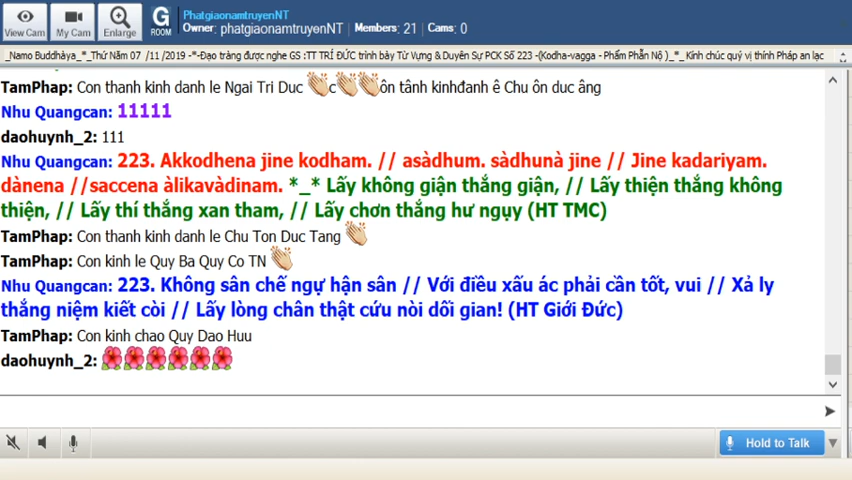 View Cam
My Cam
Enlarge
G
ROOM
PhatgiaonamtruyenNT
Owner: phatgiaonamtruyenNT | Members: 21 | Cams: 0
_Namo Buddhàya_*_Thứ Năm 07 /11 /2019 -*-Đạo tràng được nghe GS :TT TRÍ ĐỨC trình bày Từ Vựng & Duyên Sự PCK Số 223 -(Kodha-vagga - Phẩm Phẫn Nộ )_*_ Kính chúc quý vị thính Pháp an lạc
TamPhap: Con thanh kinh danh le Ngai Tri Duc 👏c👏👏ôn tânh kinhđanh ê Chu ôn duc âng
Nhu Quangcan: 11111
daohuynh_2: 111
Nhu Quangcan: 223. Akkodhena jine kodham. // asàdhum. sàdhunà jine // Jine kadariyam.
dànena //saccena àlikavàdinam. *_* Lấy không giận thắng giận, // Lấy thiện thắng không
thiện, // Lấy thí thắng xan tham, // Lấy chơn thắng hư ngụy (HT TMC)
TamPhap: Con thanh kinh danh le Chu Ton Duc Tang 👏
TamPhap: Con kinh le Quy Ba Quy Co TN 👏
Nhu Quangcan: 223. Không sân chế ngự hận sân // Với điều xấu ác phải cần tốt, vui // Xả ly
thắng niệm kiết còi // Lấy lòng chân thật cứu nòi dối gian! (HT Giới Đức)
TamPhap: Con kinh chao Quy Dao Huu
daohuynh_2: 🌺🌺🌺🌺🌺🌺
Hold to Talk